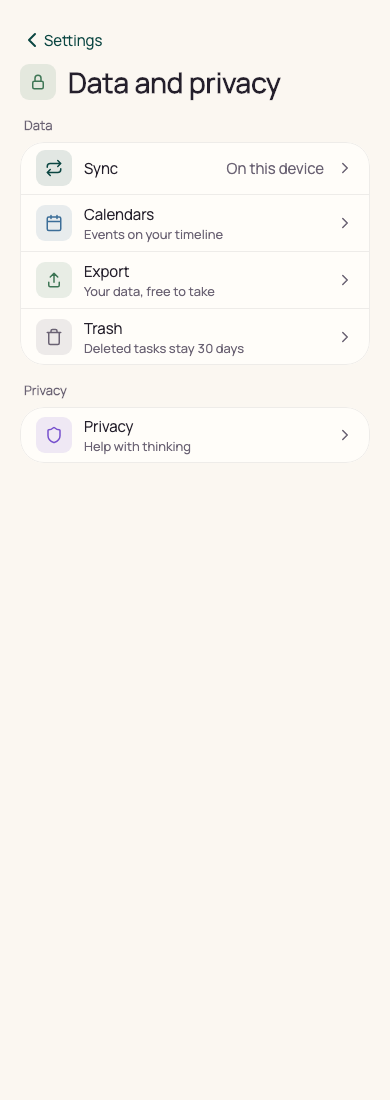 Settings
Data and privacy
Data
Sync On this device
Calendars
Events on your timeline
Export
Your data, free to take
Trash
Deleted tasks stay 30 days
Privacy
Privacy
Help with thinking